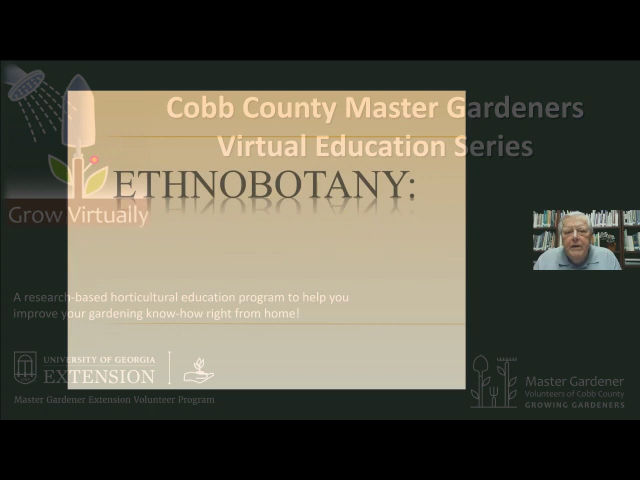 Cobb County Master Gardeners
Virtual Education Series
ETHNOBOTANY:
Grow Virtually
A research-based horticultural education program to help you
improve your gardening know-how right from home!
UNIVERSITY OF GEORGIA
EXTENSION
Master Gardener Extension Volunteer Program
Master Gardener
Volunteers of Cobb County
GROWING GARDENERS